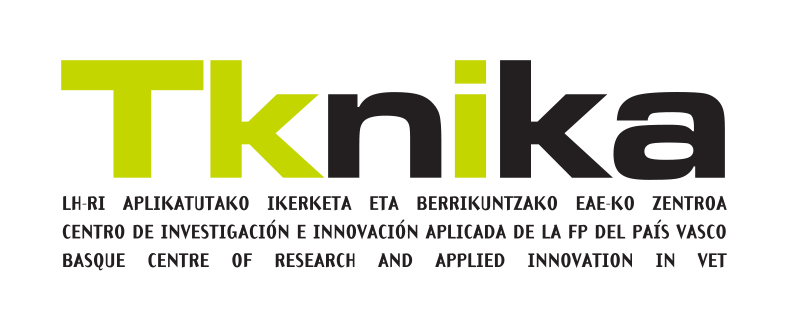 Tknika
LH-RI APLIKATUTAKO IKERKETA ETA BERRIKUNTZAKO EAE-KO ZENTROA
CENTRO DE INVESTIGACIÓN E INNOVACIÓN APLICADA DE LA FP DEL PAÍS VASCO
BASQUE CENTRE OF RESEARCH AND APPLIED INNOVATION IN VET